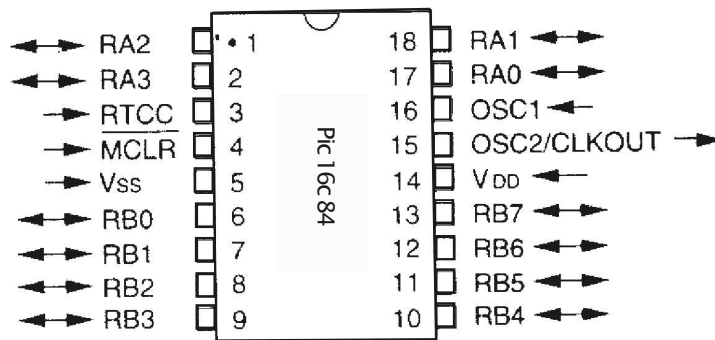 RA2 1 18 RA1
RA3 2 17 RA0
RTCC 3 16 OSC1
MCLR 4 15 OSC2/CLKOUT
Vss 5 14 VDD
RB0 6 13 RB7
RB1 7 12 RB6
RB2 8 11 RB5
RB3 9 10 RB4
Pic 16c84